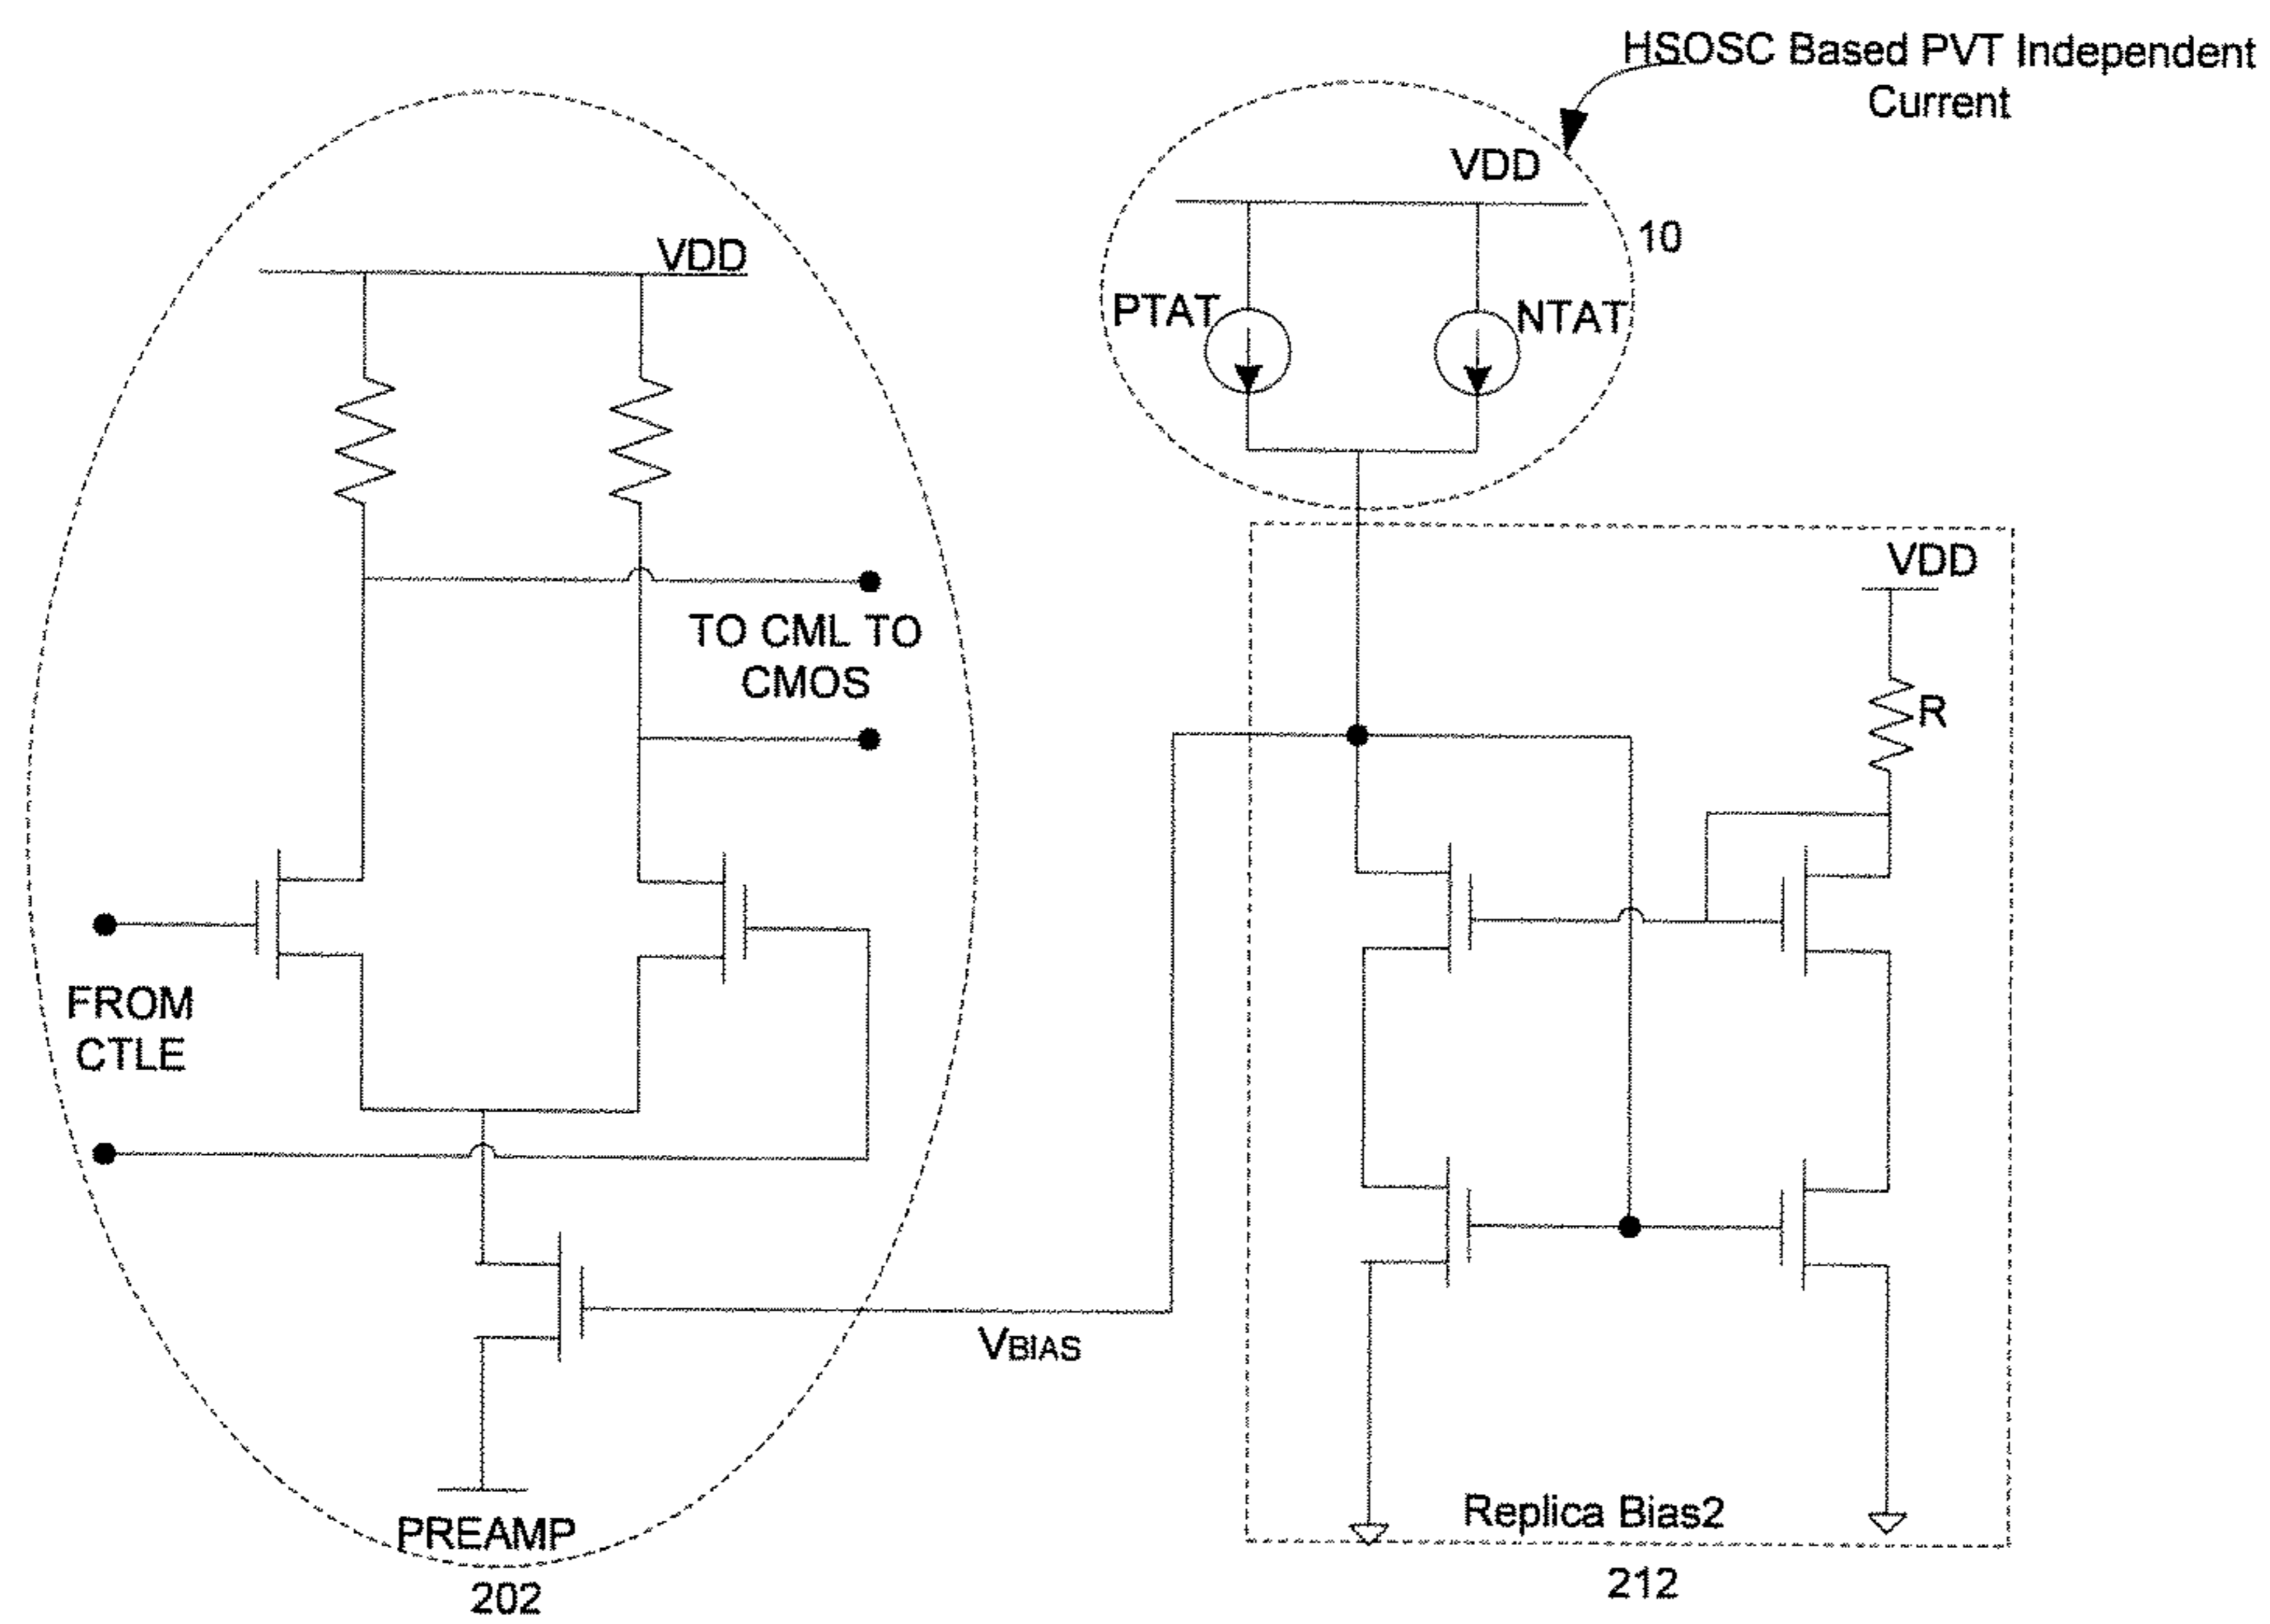 HSOSC Based PVT Independent
Current
VDD
10
VDD
PTAT
NTAT
VDD
TO CML TO
CMOS
R
FROM
CTLE
VBIAS
Replica Bias2
PREAMP
212
202